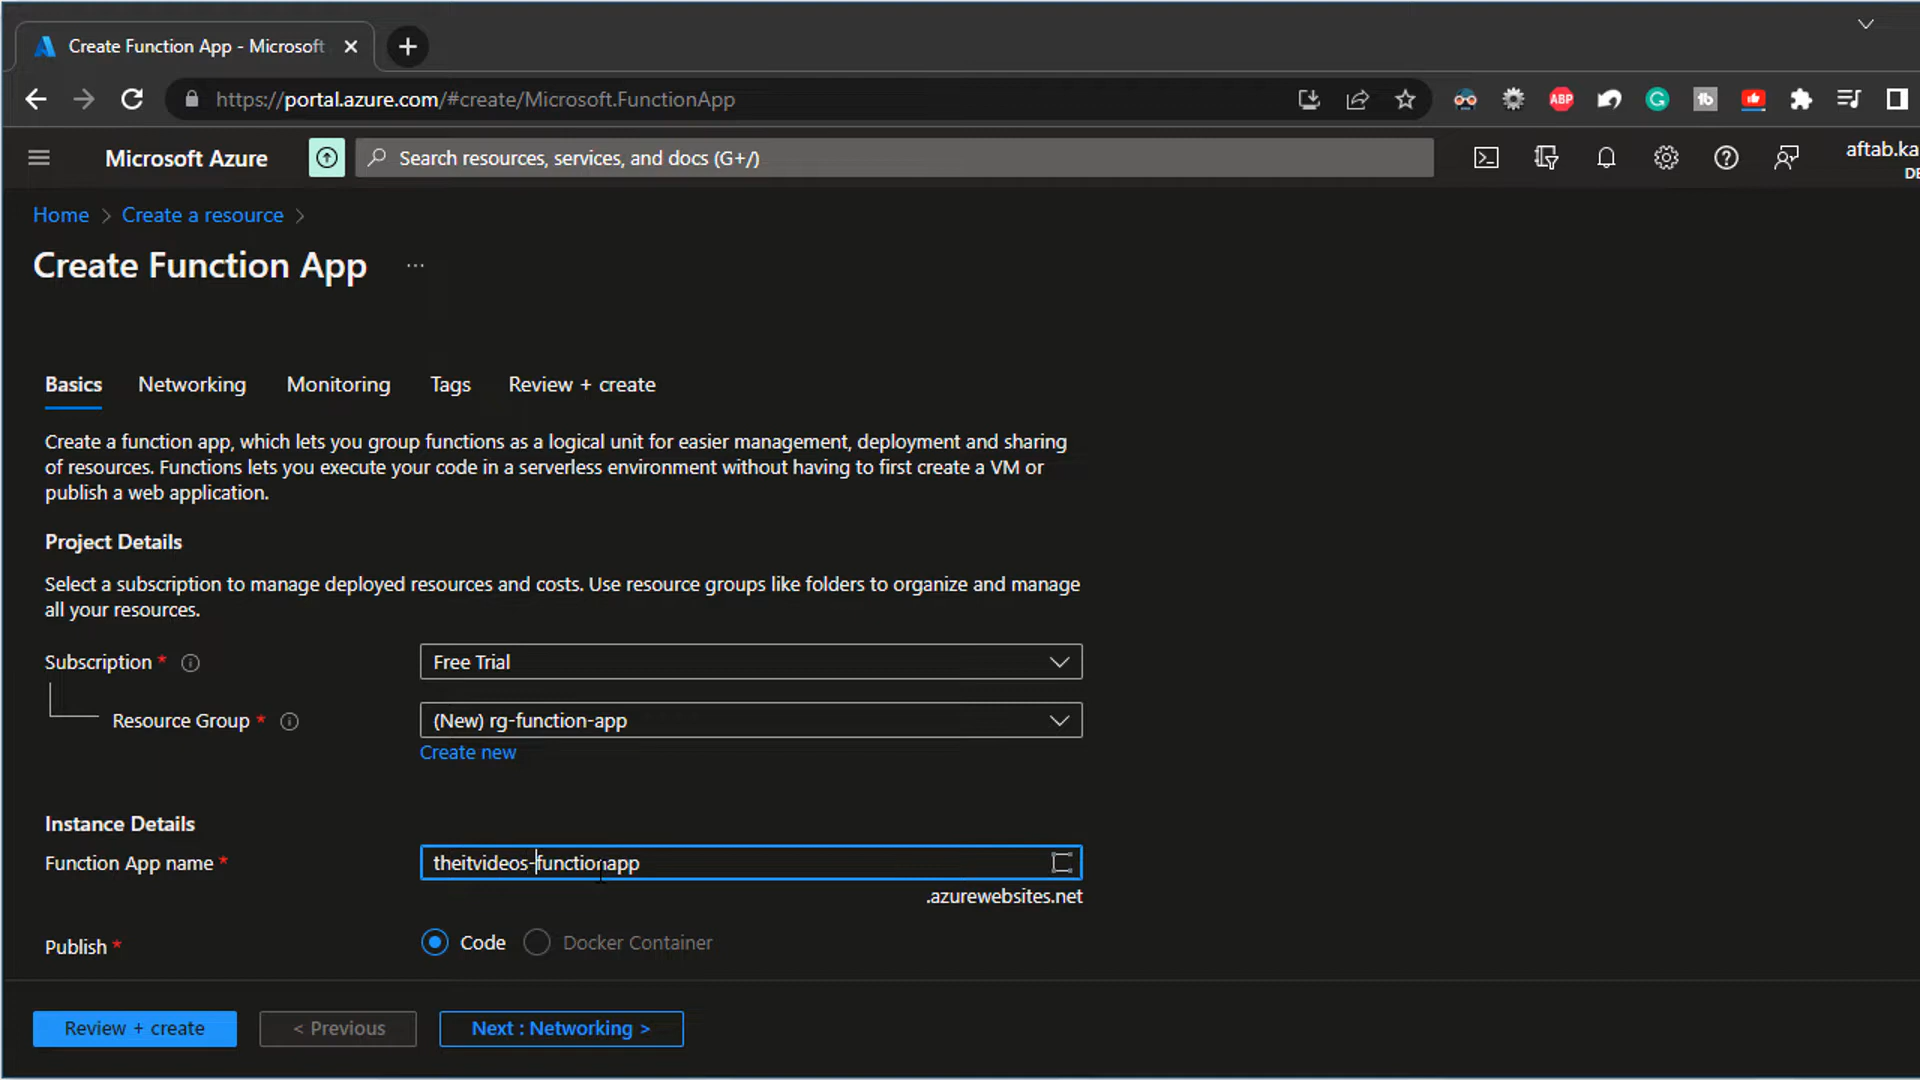 Create Function App - Microsoft
https://portal.azure.com/#create/Microsoft.FunctionApp
ABP
Microsoft Azure
Search resources, services, and docs (G+/)
aftab.ka
DE
Home > Create a resource >
Create Function App ...
Basics Networking Monitoring Tags Review + create
Create a function app, which lets you group functions as a logical unit for easier management, deployment and sharing
of resources. Functions lets you execute your code in a serverless environment without having to first create a VM or
publish a web application.
Project Details
Select a subscription to manage deployed resources and costs. Use resource groups like folders to organize and manage
all your resources.
Subscription *
Free Trial
Resource Group *
(New) rg-function-app
Create new
Instance Details
Function App name *
theitvideos-functionapp
.azurewebsites.net
Publish *
Code Docker Container
Review + create
< Previous
Next : Networking >